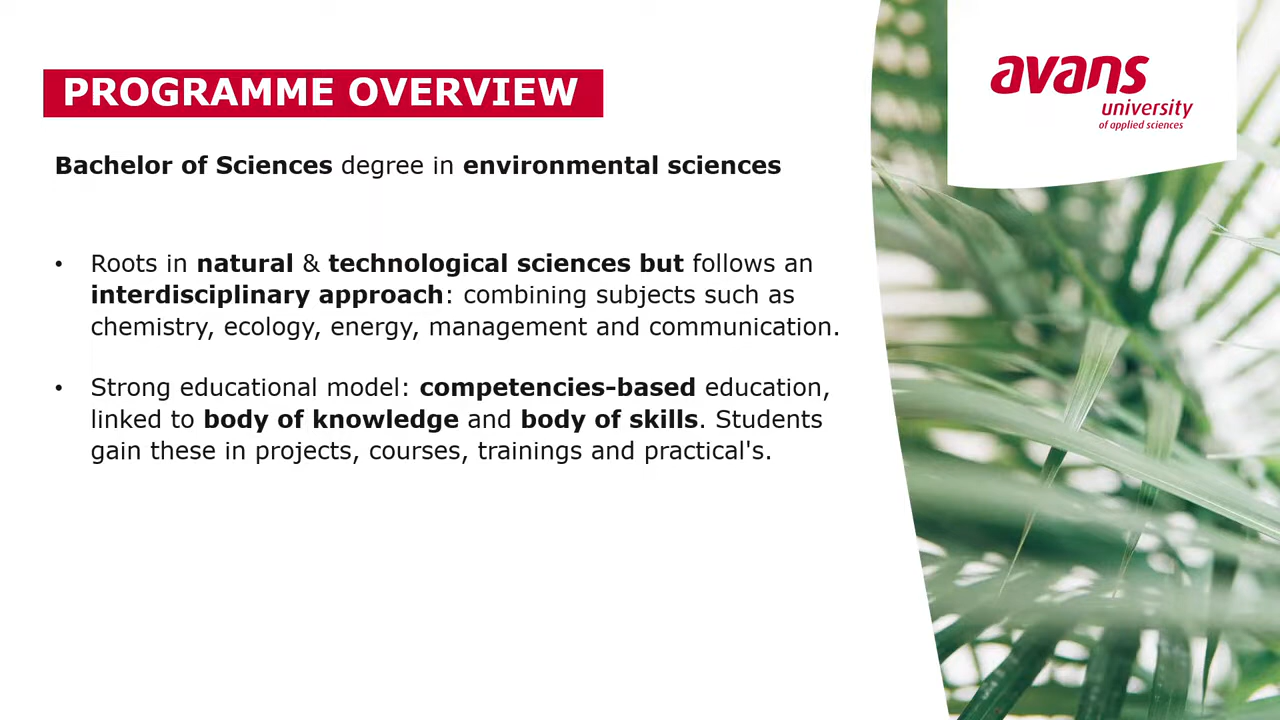 PROGRAMME OVERVIEW
avans
university
of applied sciences
Bachelor of Sciences degree in environmental sciences
• Roots in natural & technological sciences but follows an
interdisciplinary approach: combining subjects such as
chemistry, ecology, energy, management and communication.
• Strong educational model: competencies-based education,
linked to body of knowledge and body of skills. Students
gain these in projects, courses, trainings and practical's.